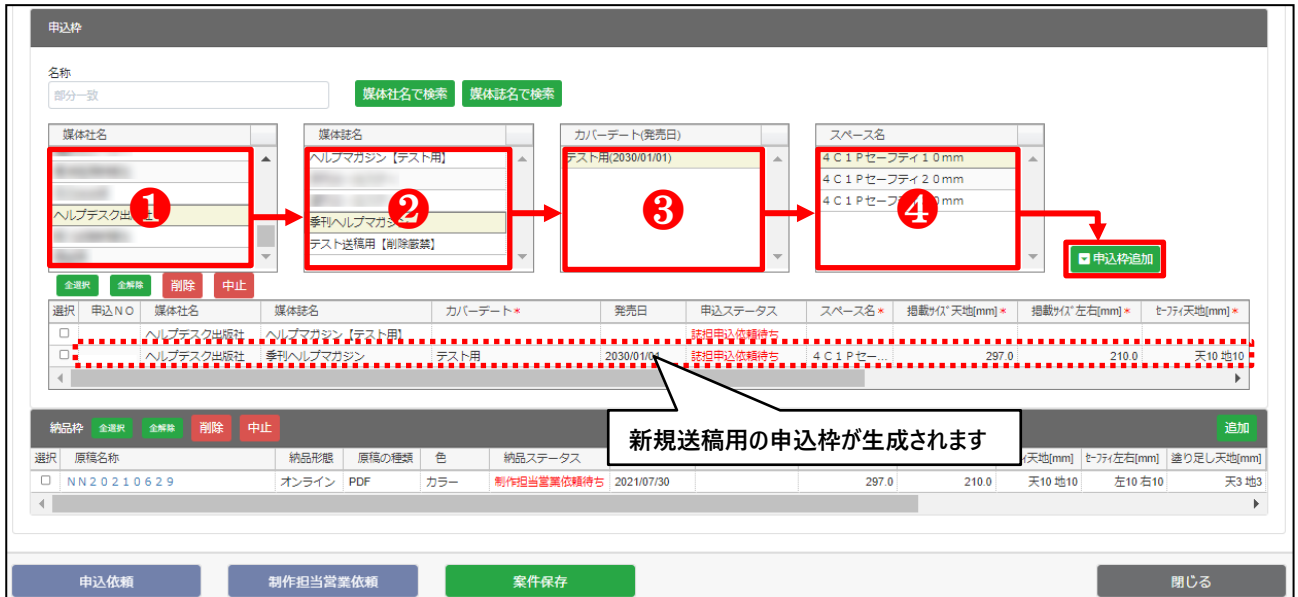 申込枠
名称
部分一致
媒体社名で検索 媒体誌名で検索
媒体社名 媒体誌名 カバーデート(発売日) スペース名
ヘルプマガジン【テスト用】 テスト用(2030/01/01) 4C1Pセーフティ10mm
4C1Pセーフティ20mm
❶ ❷ ❸ ❹ 4C1Pセーフ 0mm
ヘルプデスク出 社 季刊ヘルプマガジン
テスト送稿用【削除厳禁】
申込枠追加
全選択 全解除 削除 中止
選択 申込NO 媒体社名 媒体誌名 カバーデート* 発売日 申込ステータス スペース名* 掲載ｻｲｽﾞ天地[mm]* 掲載ｻｲｽﾞ左右[mm]* ｾｰﾌﾃｨ天地[mm]*
ヘルプデスク出版社 ヘルプマガジン【テスト用】 誌担申込依頼待ち
ヘルプデスク出版社 季刊ヘルプマガジン テスト用 2030/01/01 誌担申込依頼待ち 4C1Pセー... 297.0 210.0 天10 地10
納品枠 全選択 全解除 削除 中止 追加
新規送稿用の申込枠が生成されます
選択 原稿名称 納品形態 原稿の種類 色 納品ステータス ｨ天地[mm] ｾｰﾌﾃｨ左右[mm] 塗り足し天地[mm]
NN20210629 オンライン PDF カラー 制作担当営業依頼待ち 2021/07/30 297.0 210.0 天10 地10 左10 右10 天3 地3
申込依頼 制作担当営業依頼 案件保存 閉じる